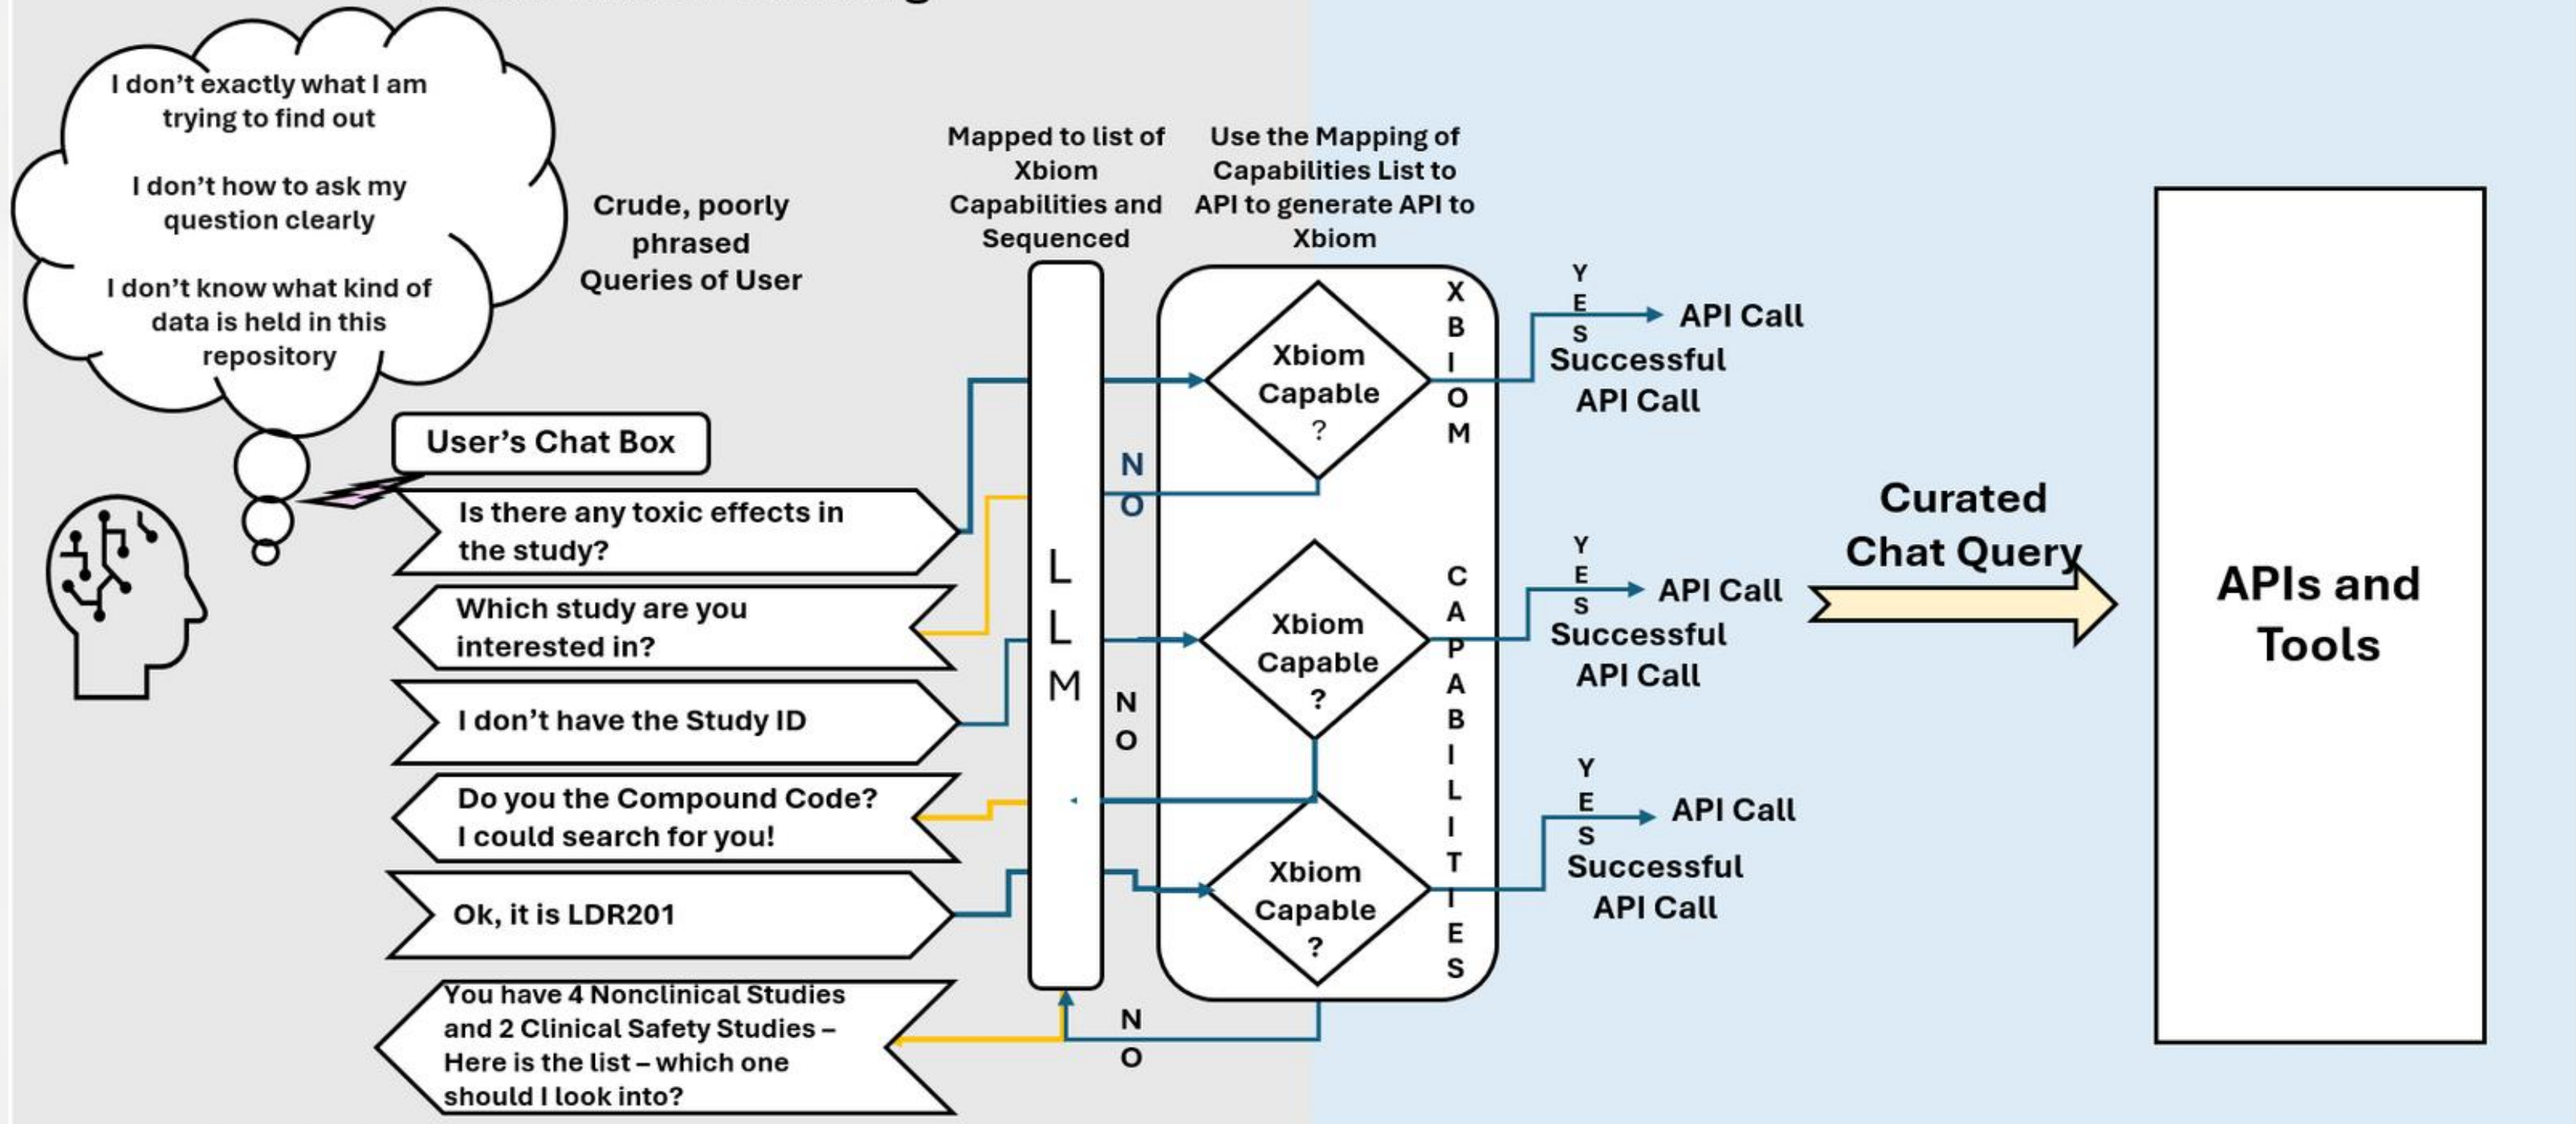 I don't exactly what I am
trying to find out
I don't how to ask my
question clearly
I don't know what kind of
data is held in this
repository
Crude, poorly
phrased
Queries of User
User's Chat Box
Is there any toxic effects in
the study?
Which study are you
interested in?
I don't have the Study ID
Do you the Compound Code?
I could search for you!
Ok, it is LDR201
You have 4 Nonclinical Studies
and 2 Clinical Safety Studies –
Here is the list – which one
should I look into?
Mapped to list of
Xbiom
Capabilities and
Sequenced
LLM
Use the Mapping of
Capabilities List to
API to generate API to
Xbiom
Xbiom
Capable
?
NO
Xbiom
Capable
?
NO
Xbiom
Capable
?
NO
XBIOM CAPABILITIES
YES
API Call
Successful
API Call
YES
API Call
Successful
API Call
YES
API Call
Successful
API Call
Curated
Chat Query
APIs and
Tools